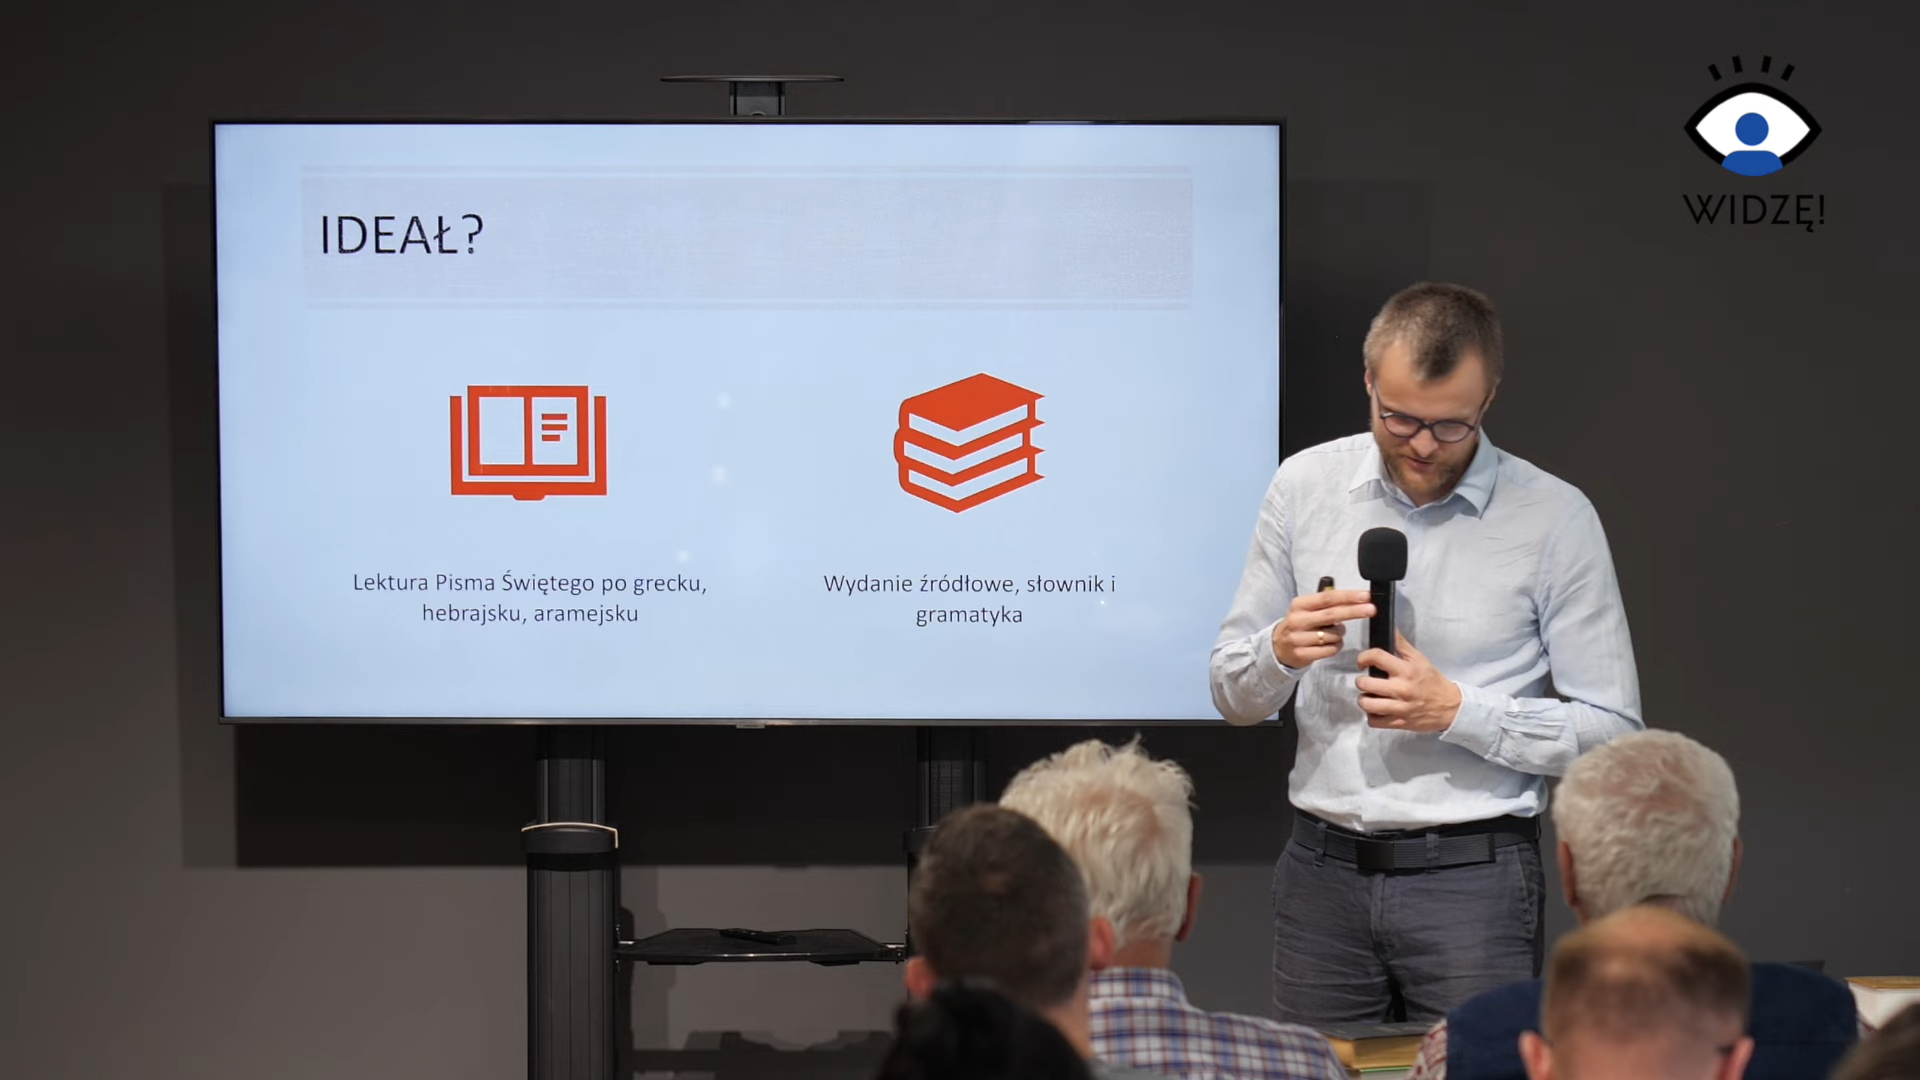 IDEAŁ?
Lektura Pisma Świętego po grecku,
hebrajsku, aramejsku
Wydanie źródłowe, słownik i
gramatyka
WIDZĘ!